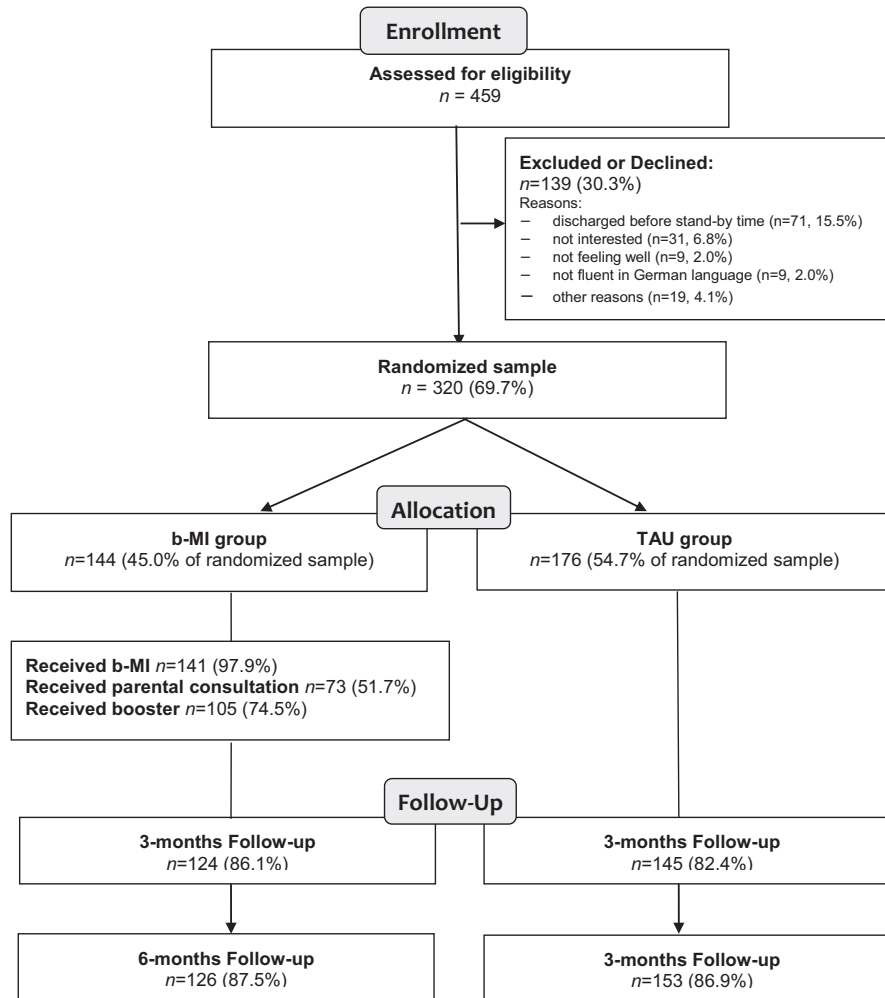 Enrollment
Assessed for eligibility
n = 459
Excluded or Declined:
n=139 (30.3%)
Reasons:
– discharged before stand-by time (n=71, 15.5%)
– not interested (n=31, 6.8%)
– not feeling well (n=9, 2.0%)
– not fluent in German language (n=9, 2.0%)
– other reasons (n=19, 4.1%)
Randomized sample
n = 320 (69.7%)
Allocation
b-MI group
n=144 (45.0% of randomized sample)
TAU group
n=176 (54.7% of randomized sample)
Received b-MI n=141 (97.9%)
Received parental consultation n=73 (51.7%)
Received booster n=105 (74.5%)
Follow-Up
3-months Follow-up
n=124 (86.1%)
3-months Follow-up
n=145 (82.4%)
6-months Follow-up
n=126 (87.5%)
3-months Follow-up
n=153 (86.9%)